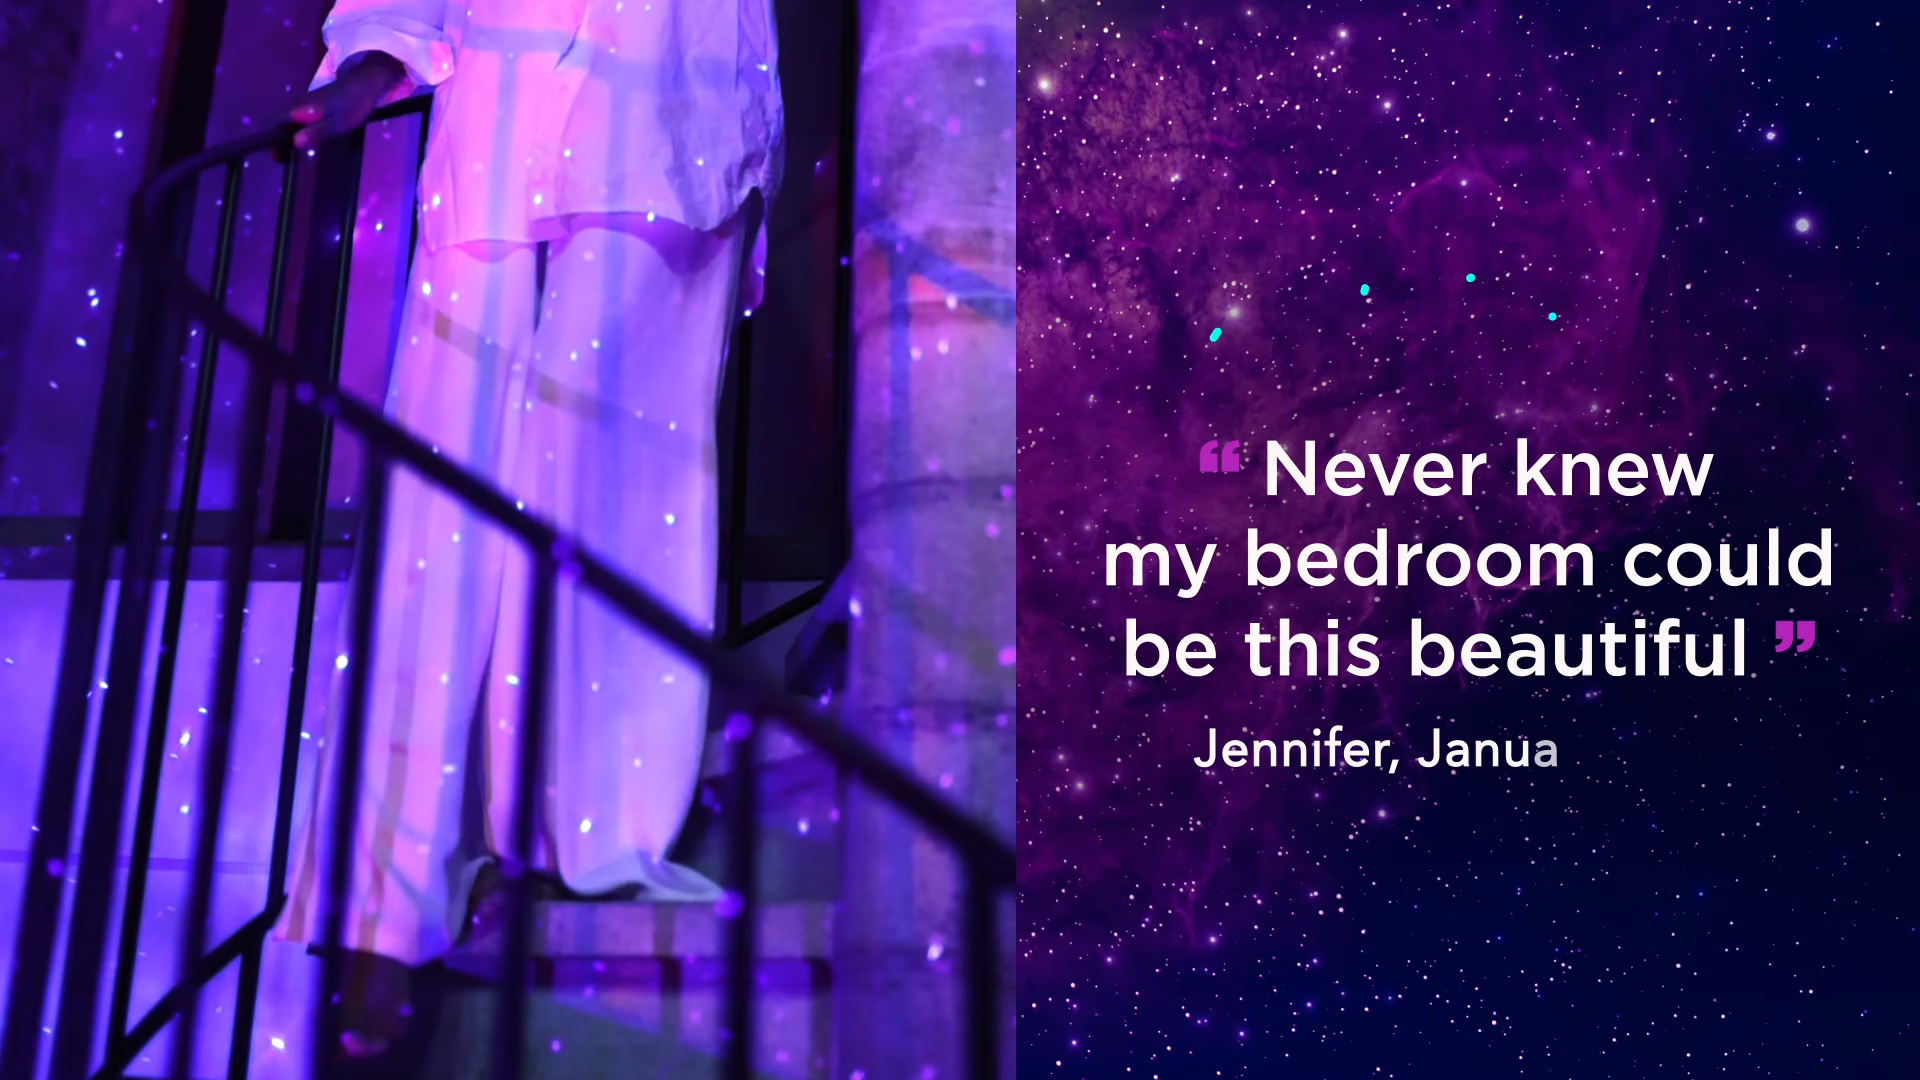 “ Never knew
my bedroom could
be this beautiful ”
Jennifer, Janua